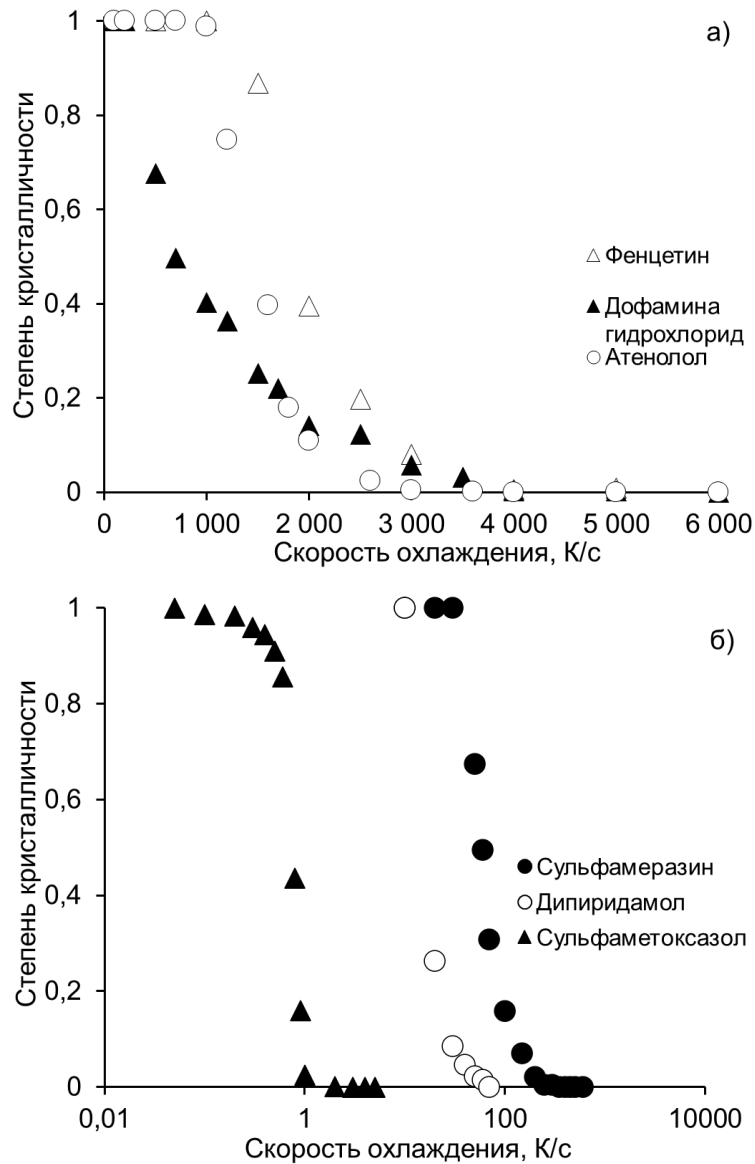 а)
Степень кристалличности
1
0,8
0,6
0,4
0,2
0
0 1 000 2 000 3 000 4 000 5 000 6 000
Скорость охлаждения, К/с
Фенцетин
Дофамина
гидрохлорид
Атенолол
б)
Степень кристалличности
1
0,8
0,6
0,4
0,2
0
0,01 1 100 10000
Скорость охлаждения, К/с
Сульфамеразин
Дипиридамол
Сульфаметоксазол